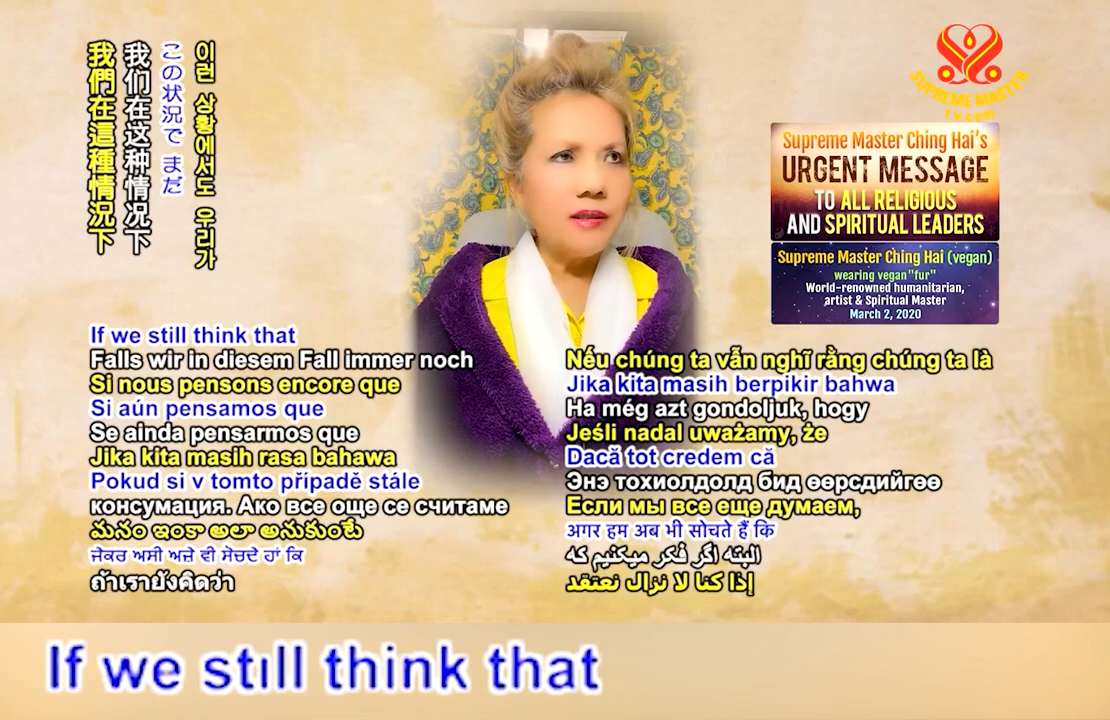 我們在這種情況下
我们在这种情况下
この状況で まだ
이런 상황에서도 우리가
SUPREME MASTER
TV.com
Supreme Master Ching Hai's
URGENT MESSAGE
TO ALL RELIGIOUS
AND SPIRITUAL LEADERS
Supreme Master Ching Hai (vegan)
wearing vegan "fur"
World-renowned humanitarian,
artist & Spiritual Master
March 2, 2020
If we still think that
Falls wir in diesem Fall immer noch
Si nous pensons encore que
Si aún pensamos que
Se ainda pensarmos que
Jika kita masih rasa bahawa
Pokud si v tomto případě stále
консумация. Ако все още се считаме
మనం ఇంకా అలా అనుకుంటే
ਜੇਕਰ ਅਸੀ ਅਜੇ ਵੀ ਸੋਚਦੇ ਹਾਂ ਕਿ
ถ้าเรายังคิดว่า
Nếu chúng ta vẫn nghĩ rằng chúng ta là
Jika kita masih berpikir bahwa
Ha még azt gondoljuk, hogy
Jeśli nadal uważamy, że
Dacă tot credem că
Энэ тохиолдолд бид өөрсдийгөө
Если мы все еще думаем,
अगर हम अब भी सोचते हैं कि
البته اگر فکر میکنیم که
إذا كنا لا نزال نعتقد
If we still think that